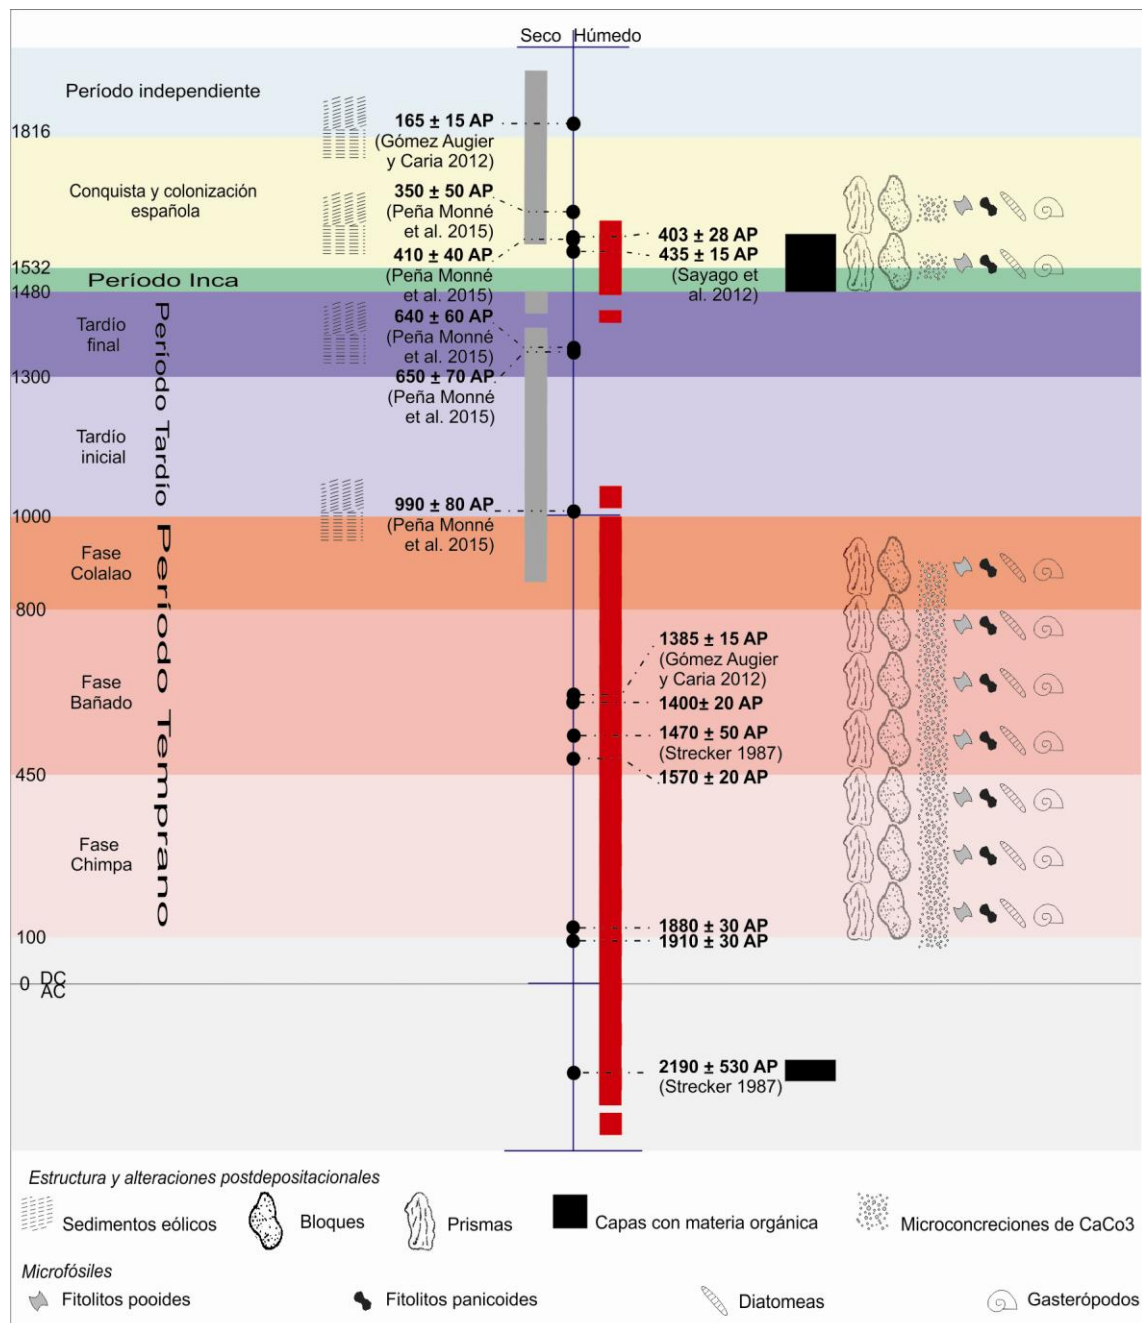 Seco Húmedo
Período independiente
165 ± 15 AP
(Gómez Augier
y Caria 2012)
1816
Conquista y colonización
española
350 ± 50 AP
(Peña Monné
et al. 2015)
410 ± 40 AP
(Peña Monné
et al. 2015)
403 ± 28 AP
435 ± 15 AP
(Sayago et
al. 2012)
1532
Período Inca
1480
Período Tardío
Tardío
final
640 ± 60 AP
(Peña Monné
et al. 2015)
650 ± 70 AP
(Peña Monné
et al. 2015)
1300
Tardío
inicial
990 ± 80 AP
(Peña Monné
et al. 2015)
1000
Período Temprano
Fase
Colalao
800
1385 ± 15 AP
(Gómez Augier
y Caria 2012)
1400± 20 AP
Fase
Bañado
1470 ± 50 AP
(Strecker 1987)
1570 ± 20 AP
450
Fase
Chimpa
1880 ± 30 AP
1910 ± 30 AP
100
0 DC
AC
2190 ± 530 AP
(Strecker 1987)
Estructura y alteraciones postdepositacionales
Sedimentos eólicos Bloques Prismas Capas con materia orgánica Microconcreciones de CaCo3
Microfósiles
Fitolitos pooides Fitolitos panicoides Diatomeas Gasterópodos